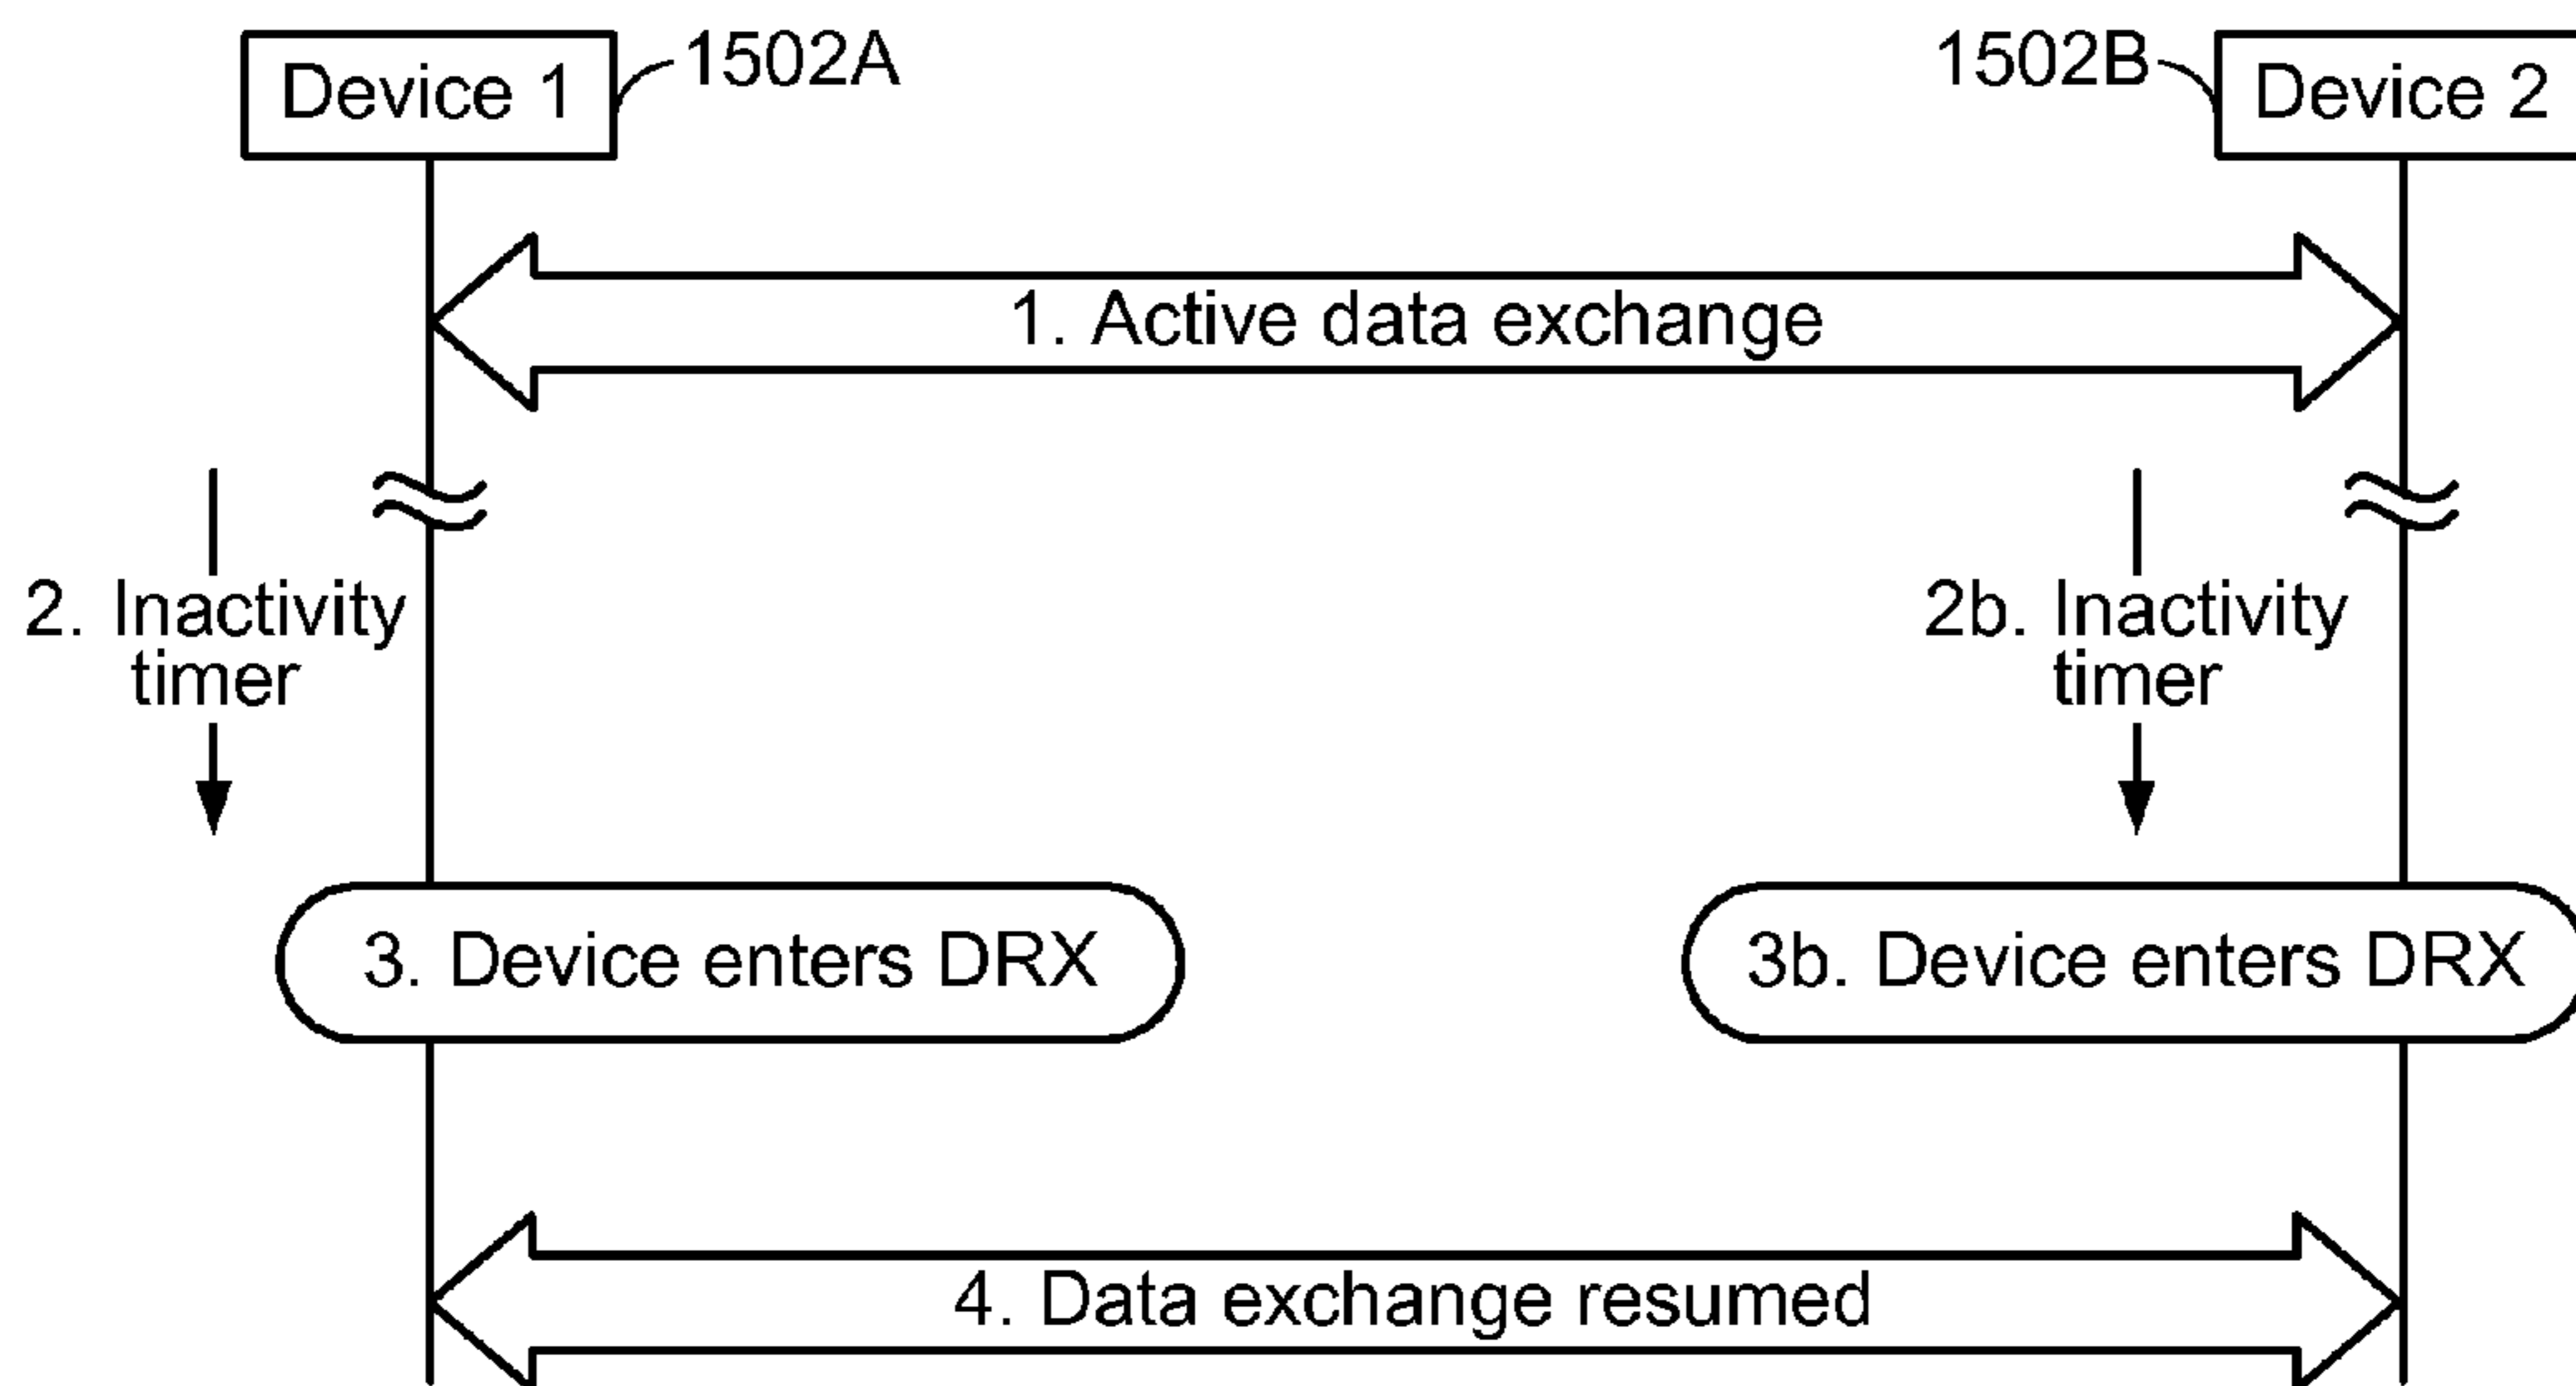 Device 1
1502A
1502B
Device 2
1. Active data exchange
2. Inactivity
timer
2b. Inactivity
timer
3. Device enters DRX
3b. Device enters DRX
4. Data exchange resumed